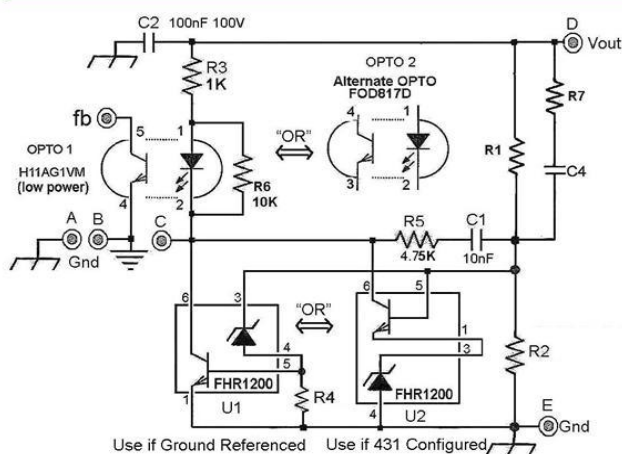 C2 100nF 100V
D
Vout
R3
1K
OPTO 2
Alternate OPTO
FOD817D
R7
fb
5
1
4
1
OPTO 1
H11AG1VM
(low power)
"OR"
R1
C4
R6
10K
4
2
3
2
A
B
C
R5
C1
4.75K
10nF
Gnd
6
3
"OR"
6
5
1
4
3
R2
5
FHR1200
R4
FHR1200
1
4
E
U1
U2
Gnd
Use if Ground Referenced
Use if 431 Configured